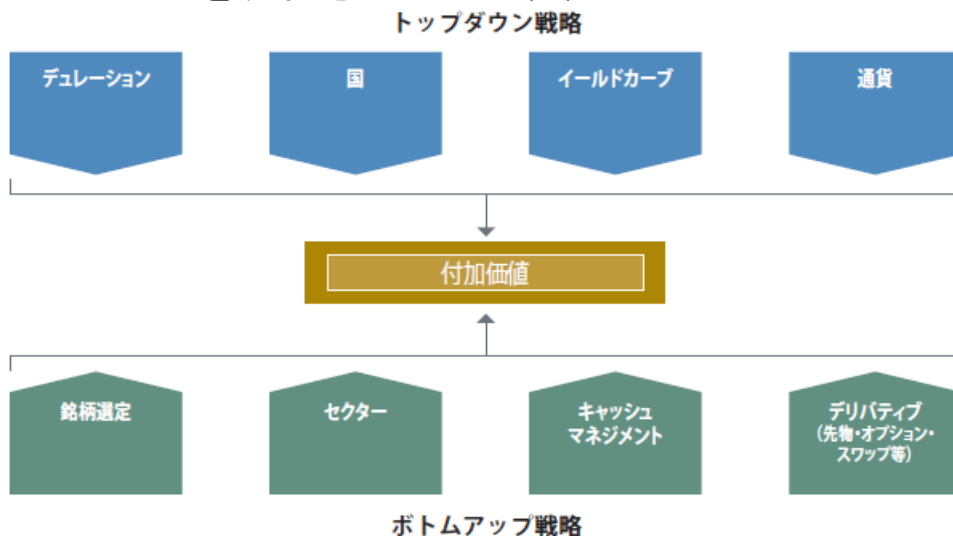 トップダウン戦略
デュレーション
国
イールドカーブ
通貨
付加価値
銘柄選定
セクター
キャッシュ
マネジメント
デリバティブ
(先物・オプション・
スワップ等)
ボトムアップ戦略